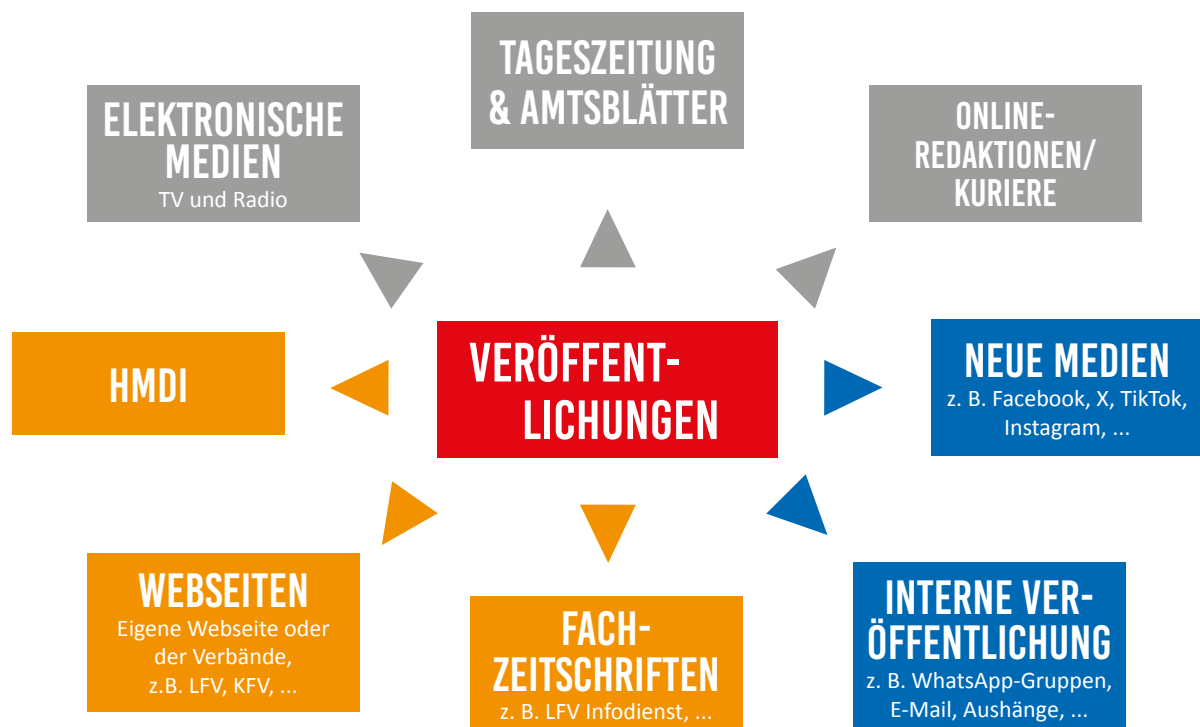 TAGESZEITUNG
& AMTSBLÄTTER
ELEKTRONISCHE
MEDIEN
TV und Radio
ONLINE-
REDAKTIONEN/
KURIERE
HMDI
VERÖFFENT-
LICHUNGEN
NEUE MEDIEN
z. B. Facebook, X, TikTok,
Instagram, ...
WEBSEITEN
Eigene Webseite oder
der Verbände,
z.B. LFV, KFV, ...
FACH-
ZEITSCHRIFTEN
z. B. LFV Infodienst, ...
INTERNE VER-
ÖFFENTLICHUNG
z. B. WhatsApp-Gruppen,
E-Mail, Aushänge, ...